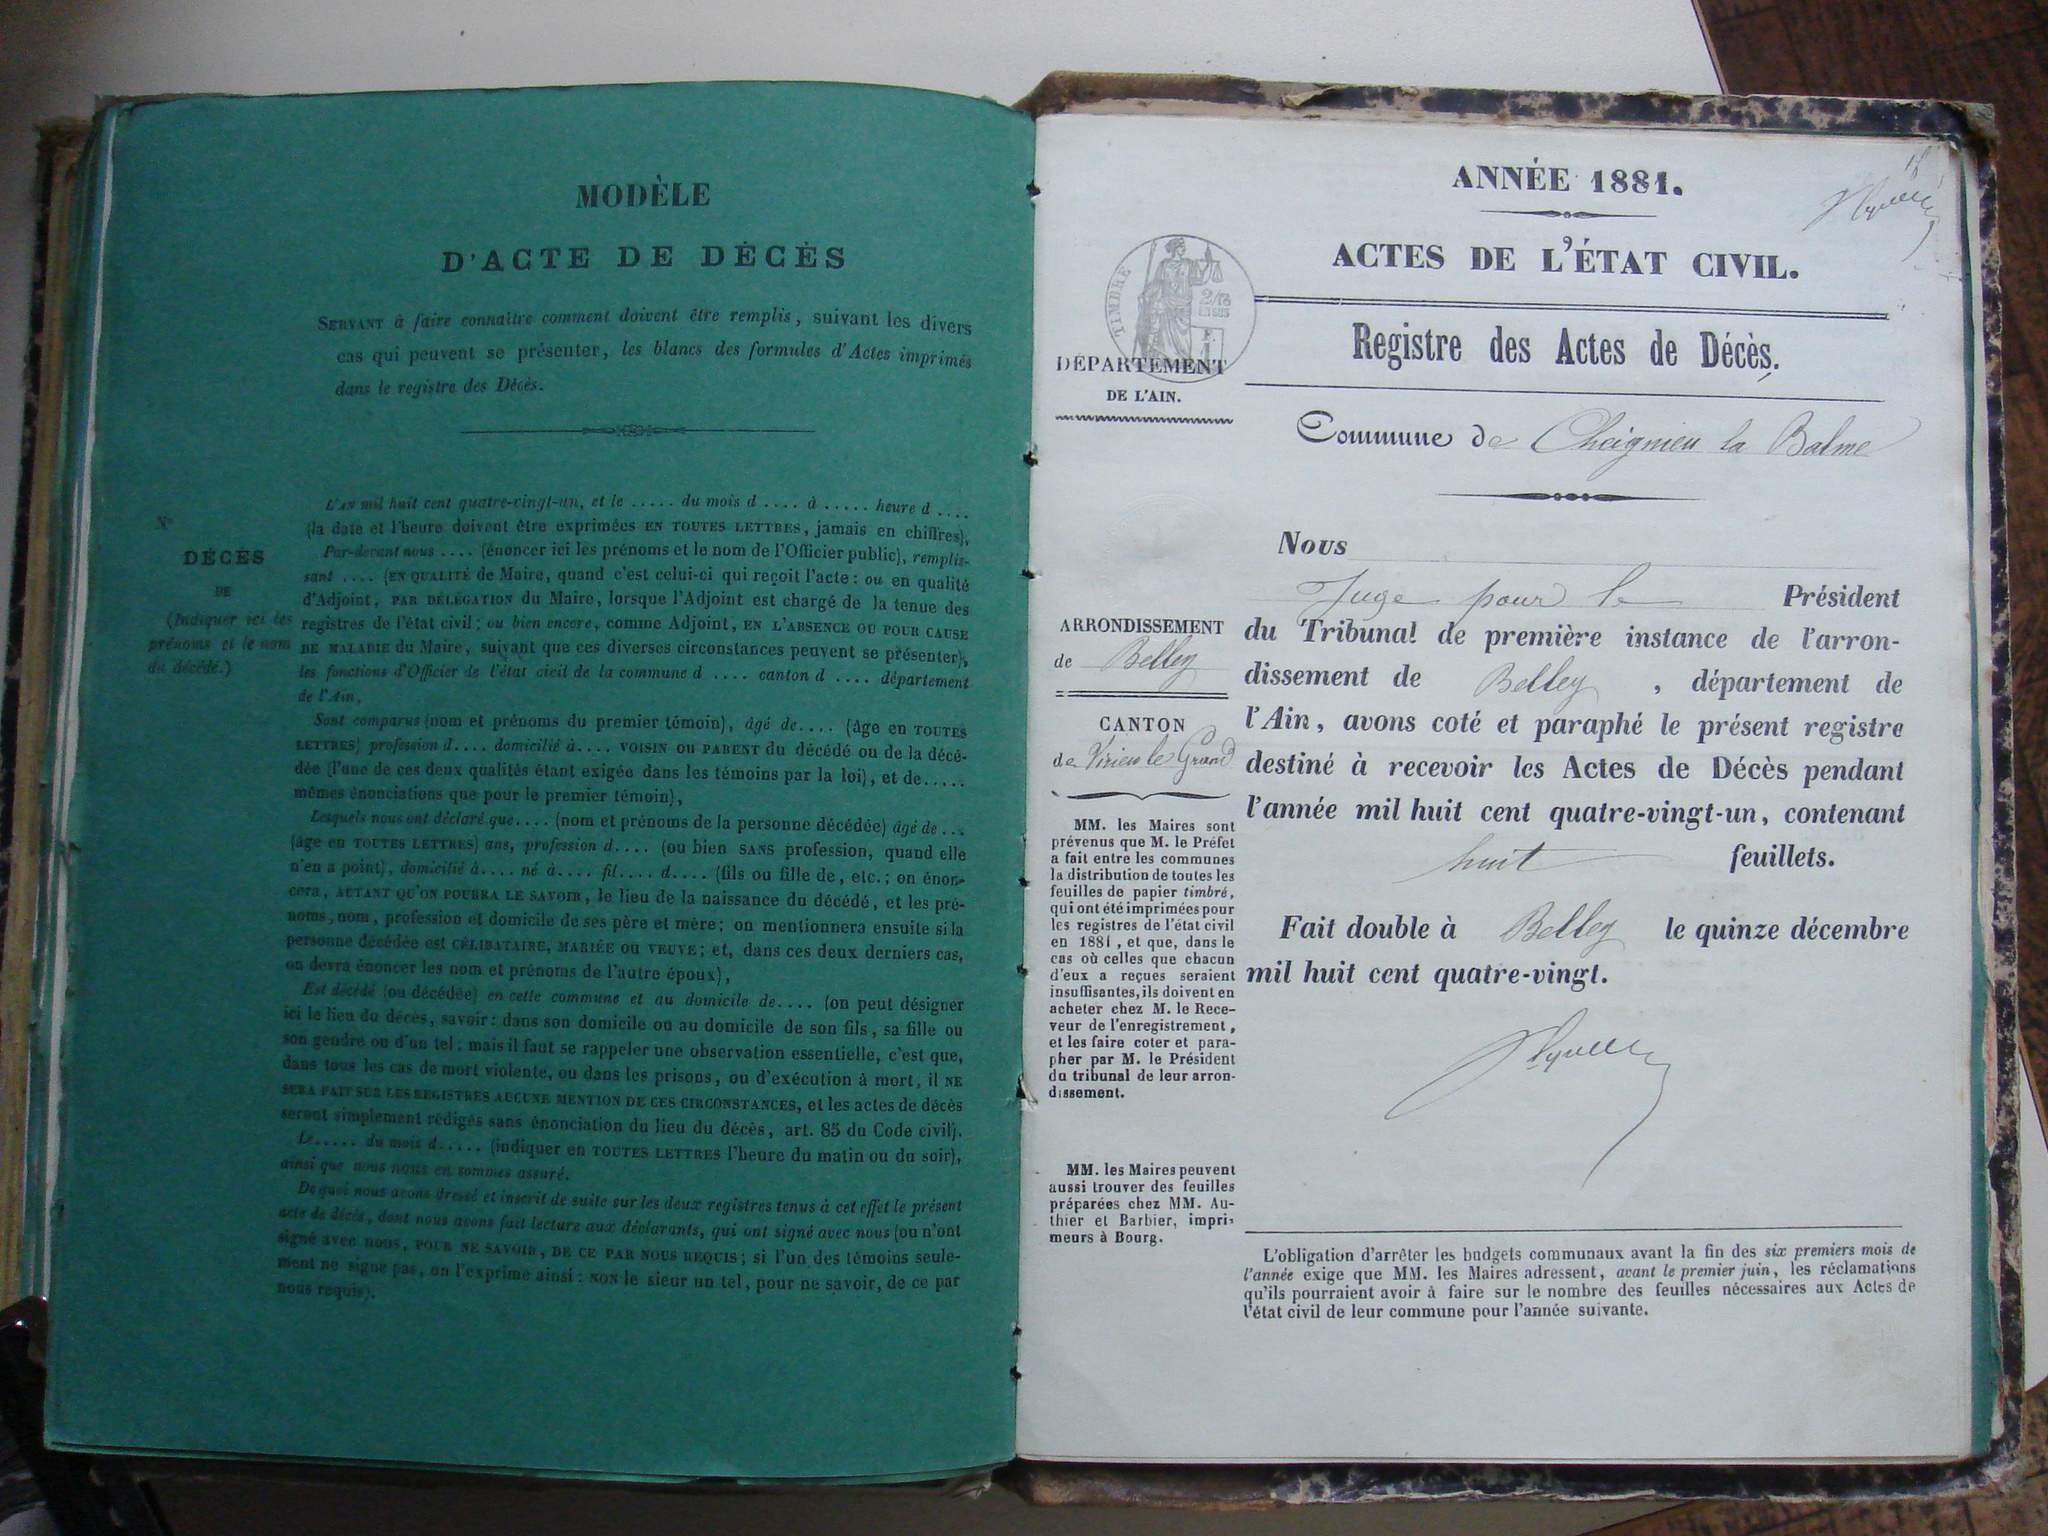 MODÈLE
D'ACTE DE DÉCÈS
SERVANT à faire connaître comment doivent être remplis, suivant les divers
cas qui peuvent se présenter, les blancs des formules d'Actes imprimés
dans le registre des Décès.
N°
DÉCÈS
DE
(Indiquer ici les
prénoms et le nom
du décédé.)
L'AN mil huit cent quatre-vingt-un, et le ..... du mois d .... à ..... heure d ....
(la date et l'heure doivent être exprimées EN TOUTES LETTRES, jamais en chiffres),
Par-devant nous .... (énoncer ici les prénoms et le nom de l'Officier public), remplis-
sant .... (EN QUALITÉ de Maire, quand c'est celui-ci qui reçoit l'acte: ou en qualité
d'Adjoint, PAR DÉLÉGATION du Maire, lorsque l'Adjoint est chargé de la tenue des
registres de l'état civil; ou bien encore, comme Adjoint, EN L'ABSENCE OU POUR CAUSE
DE MALADIE du Maire, suivant que ces diverses circonstances peuvent se présenter),
les fonctions d'Officier de l'état civil de la commune d .... canton d .... département
de l'Ain,
Sont comparus (nom et prénoms du premier témoin), âgé de.... (âge en TOUTES
LETTRES) profession d.... domicilié à.... VOISIN OU PARENT du décédé ou de la décé-
dée (l'une de ces deux qualités étant exigée dans les témoins par la loi), et de.....
mêmes énonciations que pour le premier témoin),
Lesquels nous ont déclaré que.... (nom et prénoms de la personne décédée) âgé de ...
(âge en TOUTES LETTRES) ans, profession d.... (ou bien SANS profession, quand elle
n'en a point), domicilié à.... né à.... fil.... d.... (fils ou fille de, etc.; on énon-
cera, AUTANT QU'ON POURRA LE SAVOIR, le lieu de la naissance du décédé, et les pré-
noms, nom, profession et domicile de ses père et mère; on mentionnera ensuite si la
personne décédée est CÉLIBATAIRE, MARIÉE OU VEUVE; et, dans ces deux derniers cas,
on devra énoncer les nom et prénoms de l'autre époux),
Est décédé (ou décédée) en cette commune et au domicile de.... (on peut désigner
ici le lieu du décès, savoir: dans son domicile ou au domicile de son fils, sa fille ou
son gendre ou d'un tel: mais il faut se rappeler une observation essentielle, c'est que,
dans tous les cas de mort violente, ou dans les prisons, ou d'exécution à mort, il NE
SERA FAIT SUR LES REGISTRES AUCUNE MENTION DE CES CIRCONSTANCES, et les actes de décès
seront simplement rédigés sans énonciation du lieu du décès, art. 85 du Code civil).
Le..... du mois d..... (indiquer en TOUTES LETTRES l'heure du matin ou du soir),
ainsi que nous nous en sommes assuré.
De quoi nous avons dressé et inscrit de suite sur les deux registres tenus à cet effet le présent
acte de décès, dont nous avons fait lecture aux déclarants, qui ont signé avec nous (ou n'ont
signé avec nous, POUR NE SAVOIR, DE CE PAR NOUS REQUIS; si l'un des témoins seule-
ment ne signe pas, on l'exprime ainsi: NON le sieur un tel, pour ne savoir, de ce par
nous requis).
ANNÉE 1881.
ACTES DE L'ÉTAT CIVIL.
TIMBRE
Registre des Actes de Décès.
DÉPARTEMENT
DE L'AIN.
Commune de Cheignieu la Balme
Nous
Juge pour le Président
du Tribunal de première instance de l'arron-
dissement de Belley, département de
l'Ain, avons coté et paraphé le présent registre
destiné à recevoir les Actes de Décès pendant
l'année mil huit cent quatre-vingt-un, contenant
huit feuillets.
Fait double à Belley le quinze décembre
mil huit cent quatre-vingt.
ARRONDISSEMENT
de Belley
CANTON
de Virieu le Grand
MM. les Maires sont
prévenus que M. le Préfet
a fait entre les communes
la distribution de toutes les
feuilles de papier timbré,
qui ont été imprimées pour
les registres de l'état civil
en 1881, et que, dans le
cas où celles que chacun
d'eux a reçues seraient
insuffisantes, ils doivent en
acheter chez M. le Rece-
veur de l'enregistrement,
et les faire coter et para-
pher par M. le Président
du tribunal de leur arron-
dissement.
MM. les Maires peuvent
aussi trouver des feuilles
préparées chez MM. Au-
thier et Barbier, impri-
meurs à Bourg.
L'obligation d'arrêter les budgets communaux avant la fin des six premiers mois de
l'année exige que MM. les Maires adressent, avant le premier juin, les réclamations
qu'ils pourraient avoir à faire sur le nombre des feuilles nécessaires aux Actes de
l'état civil de leur commune pour l'année suivante.